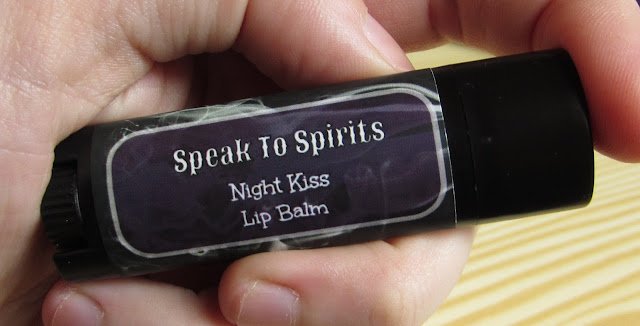 Speak To Spirits
Night Kiss
Lip Balm